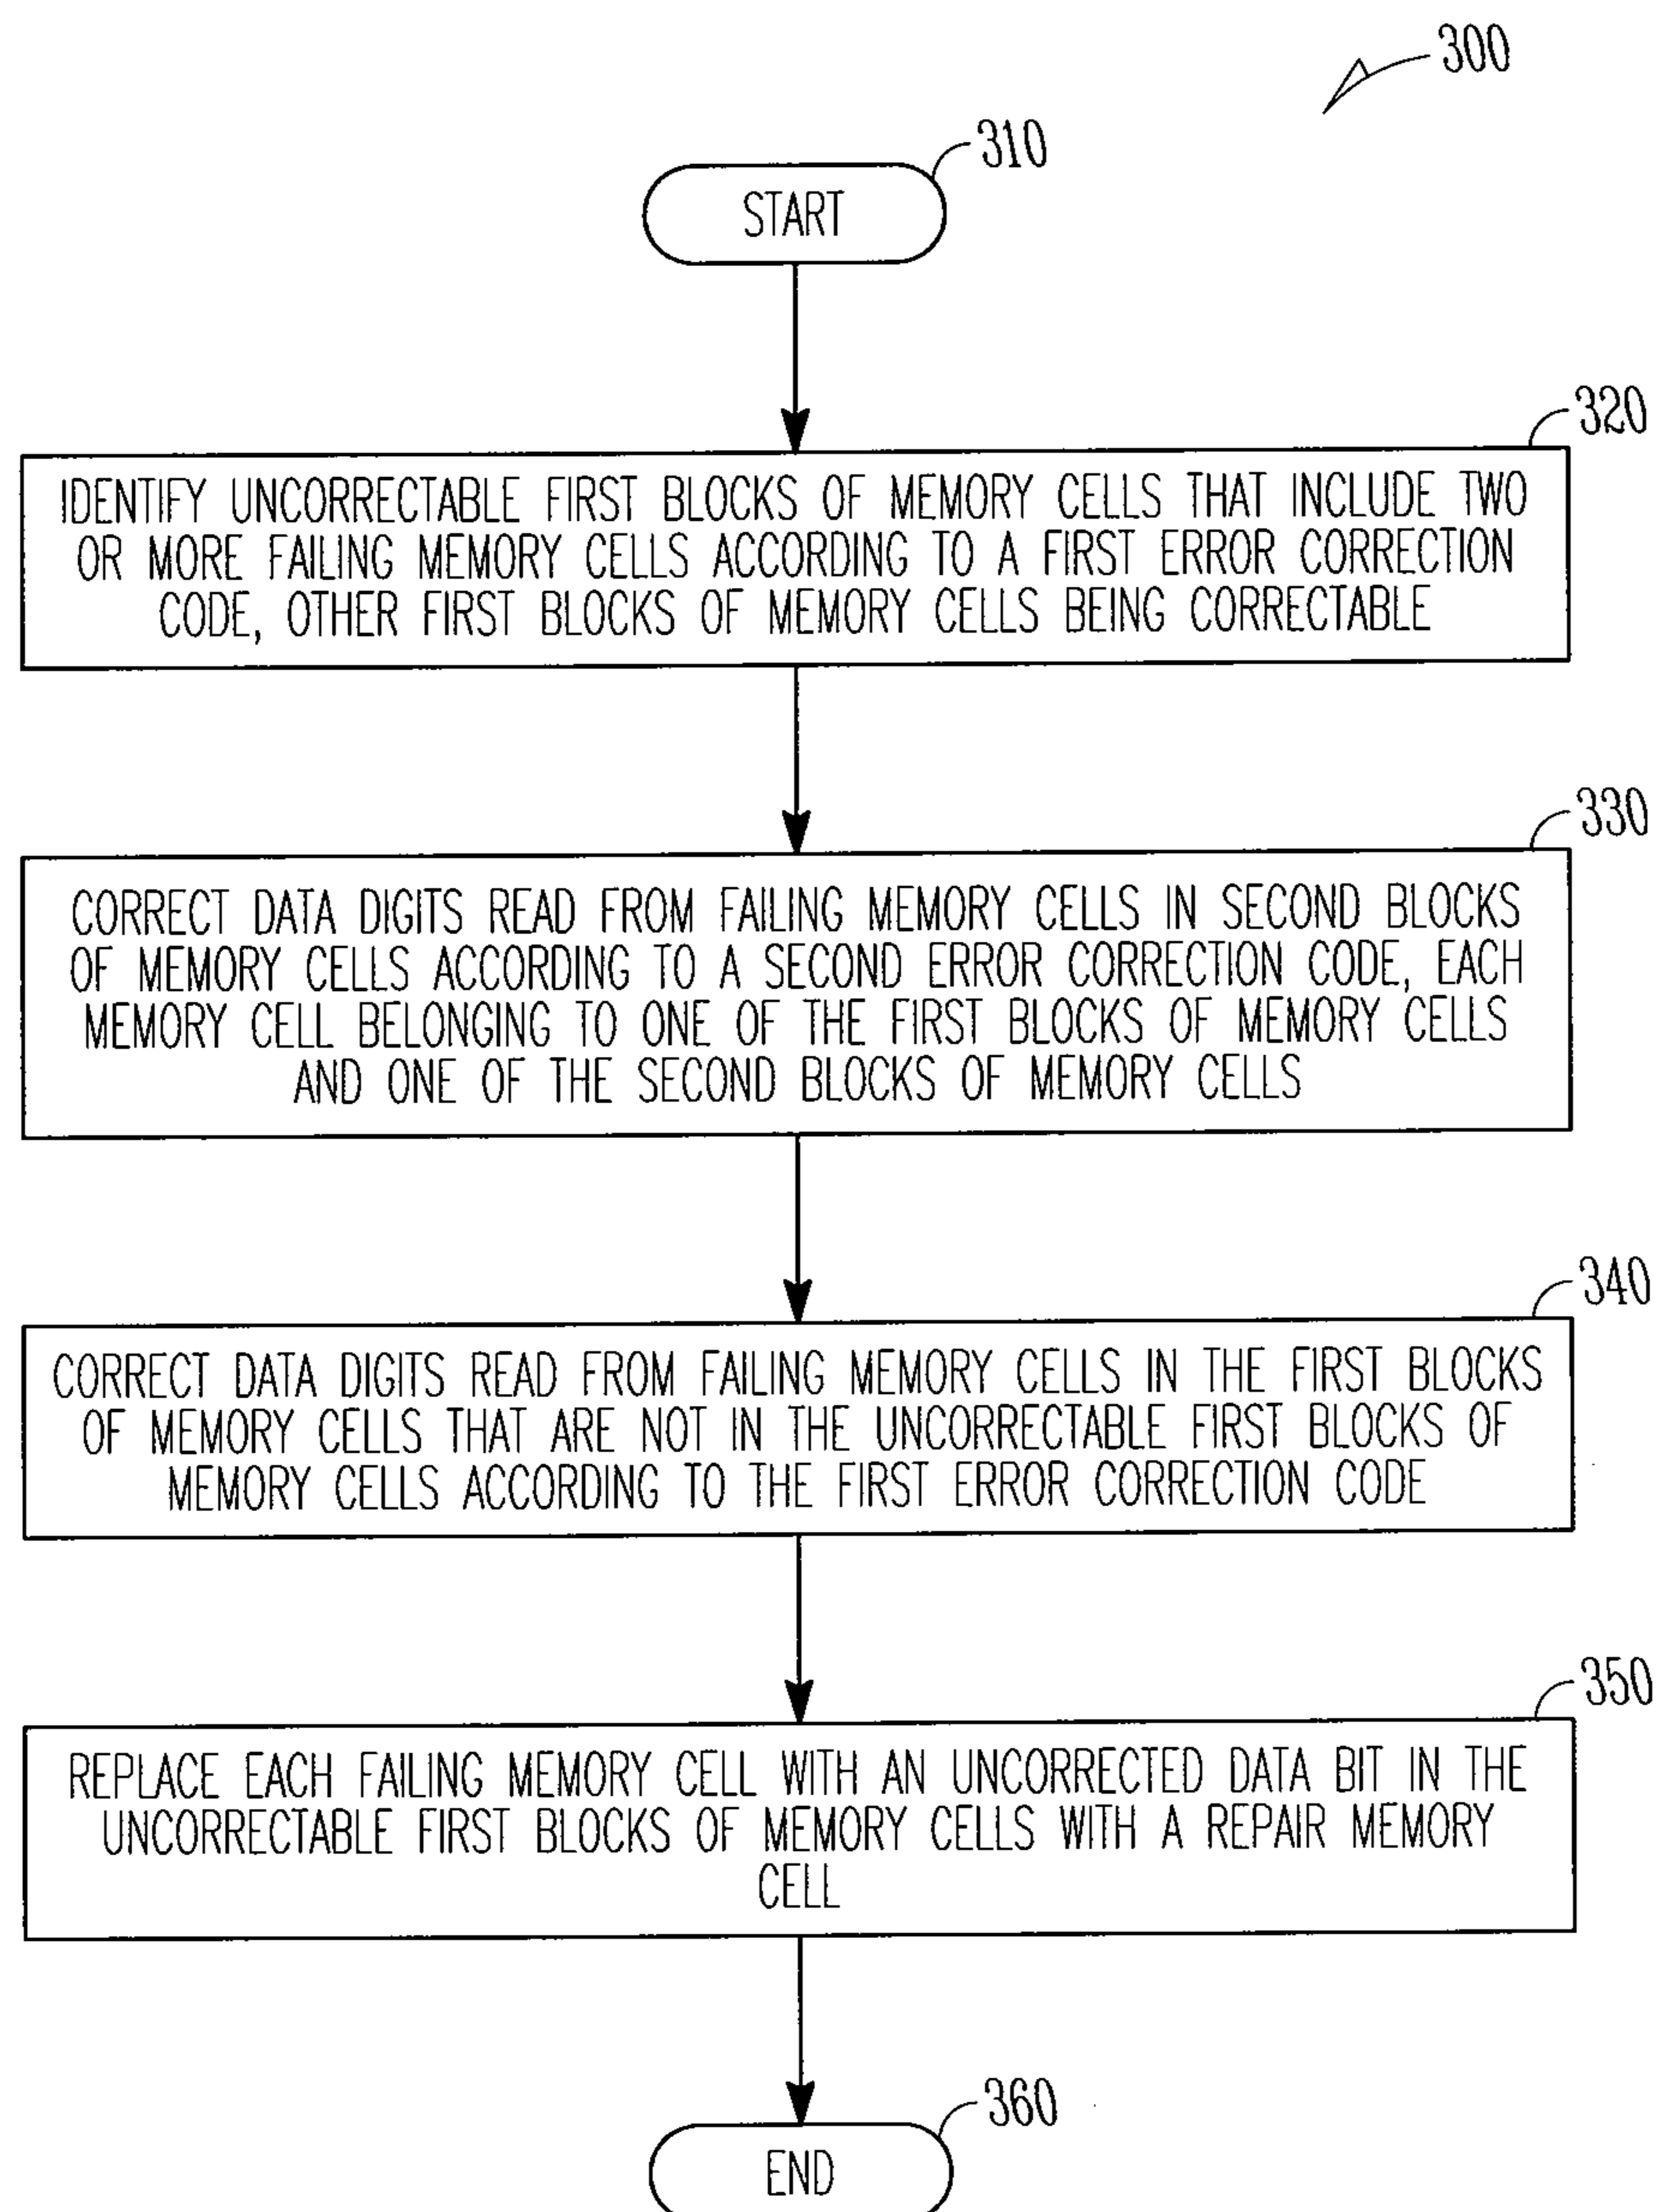 300
310
START
320
IDENTIFY UNCORRECTABLE FIRST BLOCKS OF MEMORY CELLS THAT INCLUDE TWO
OR MORE FAILING MEMORY CELLS ACCORDING TO A FIRST ERROR CORRECTION
CODE, OTHER FIRST BLOCKS OF MEMORY CELLS BEING CORRECTABLE
330
CORRECT DATA DIGITS READ FROM FAILING MEMORY CELLS IN SECOND BLOCKS
OF MEMORY CELLS ACCORDING TO A SECOND ERROR CORRECTION CODE, EACH
MEMORY CELL BELONGING TO ONE OF THE FIRST BLOCKS OF MEMORY CELLS
AND ONE OF THE SECOND BLOCKS OF MEMORY CELLS
340
CORRECT DATA DIGITS READ FROM FAILING MEMORY CELLS IN THE FIRST BLOCKS
OF MEMORY CELLS THAT ARE NOT IN THE UNCORRECTABLE FIRST BLOCKS OF
MEMORY CELLS ACCORDING TO THE FIRST ERROR CORRECTION CODE
350
REPLACE EACH FAILING MEMORY CELL WITH AN UNCORRECTED DATA BIT IN THE
UNCORRECTABLE FIRST BLOCKS OF MEMORY CELLS WITH A REPAIR MEMORY
CELL
360
END